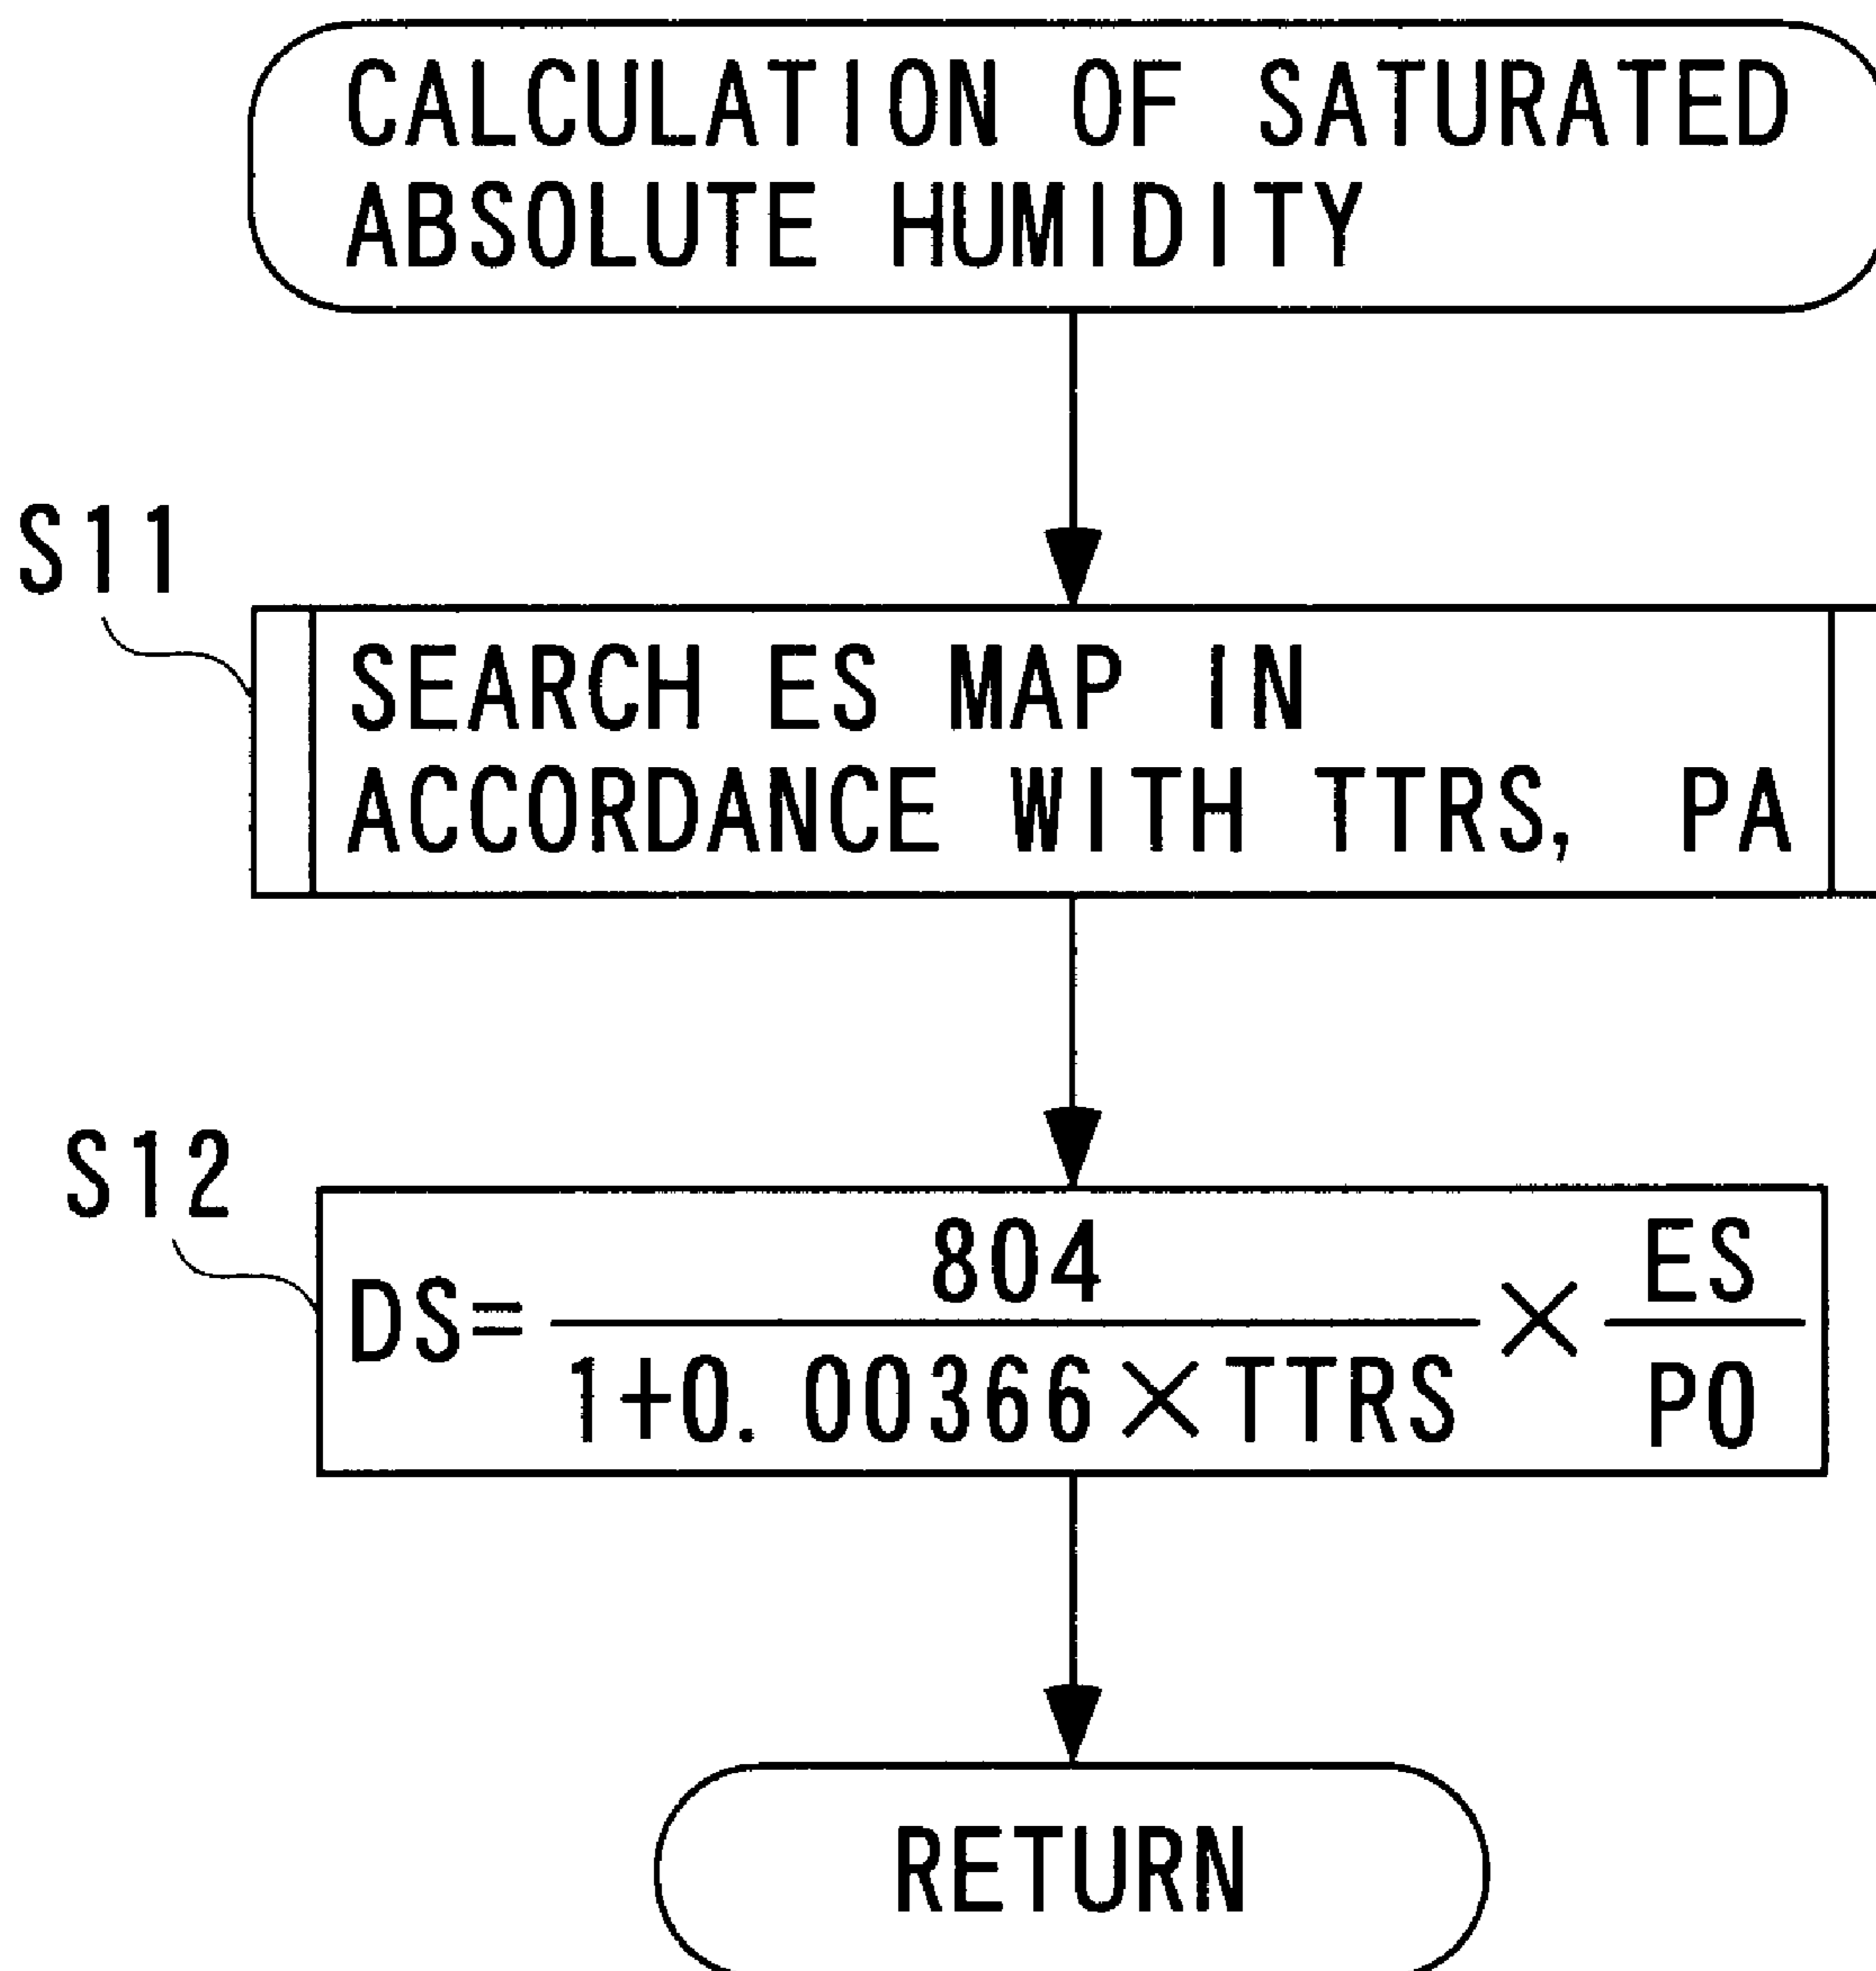 CALCULATION OF SATURATED
ABSOLUTE HUMIDITY
S11
SEARCH ES MAP IN
ACCORDANCE WITH TTRS, PA
S12
DS= 804 / 1+0.00366×TTRS × ES / P0
RETURN